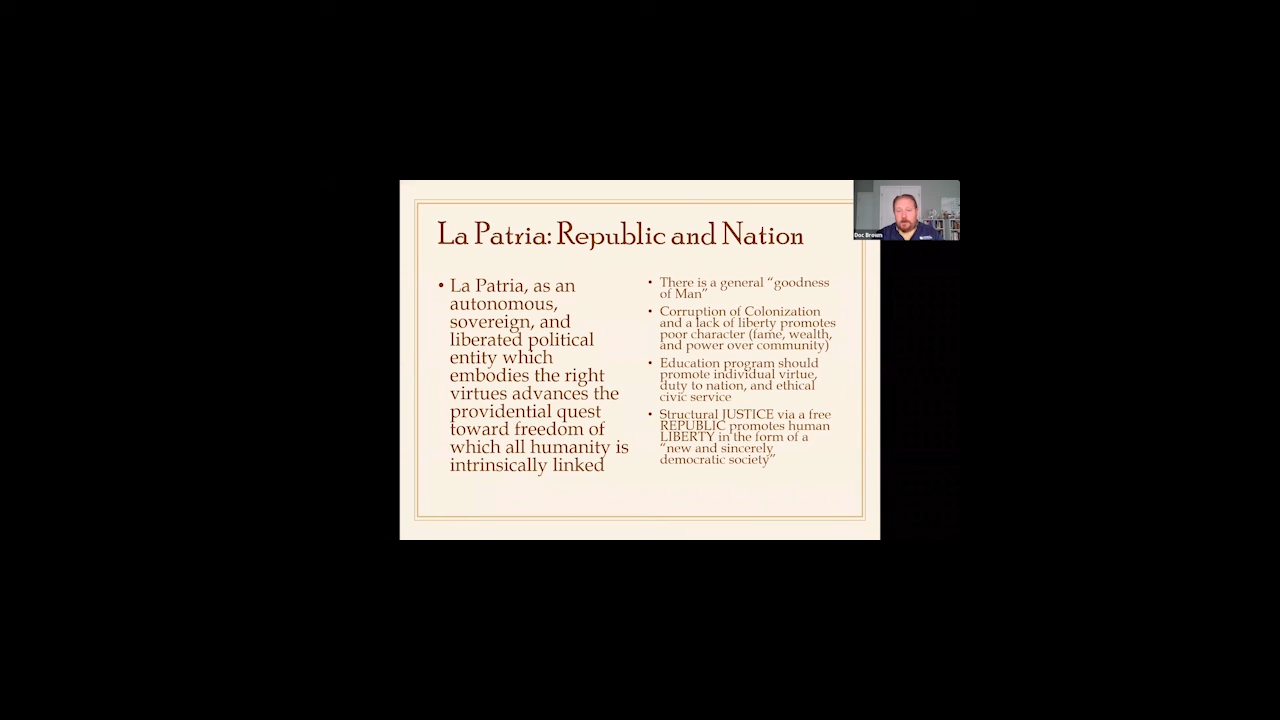 La Patria: Republic and Nation
• La Patria, as an
autonomous,
sovereign, and
liberated political
entity which
embodies the right
virtues advances the
providential quest
toward freedom of
which all humanity is
intrinsically linked
• There is a general “goodness
of Man”
• Corruption of Colonization
and a lack of liberty promotes
poor character (fame, wealth,
and power over community)
• Education program should
promote individual virtue,
duty to nation, and ethical
civic service
• Structural JUSTICE via a free
REPUBLIC promotes human
LIBERTY in the form of a
“new and sincerely
democratic society”
Doc Brown